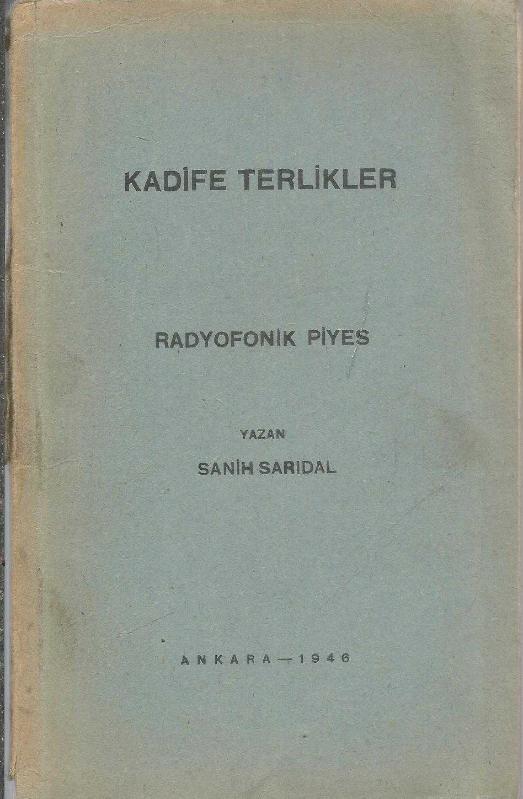 KADİFE TERLİKLER
RADYOFONİK PİYES
YAZAN
SANİH SARIDAL
ANKARA — 1946